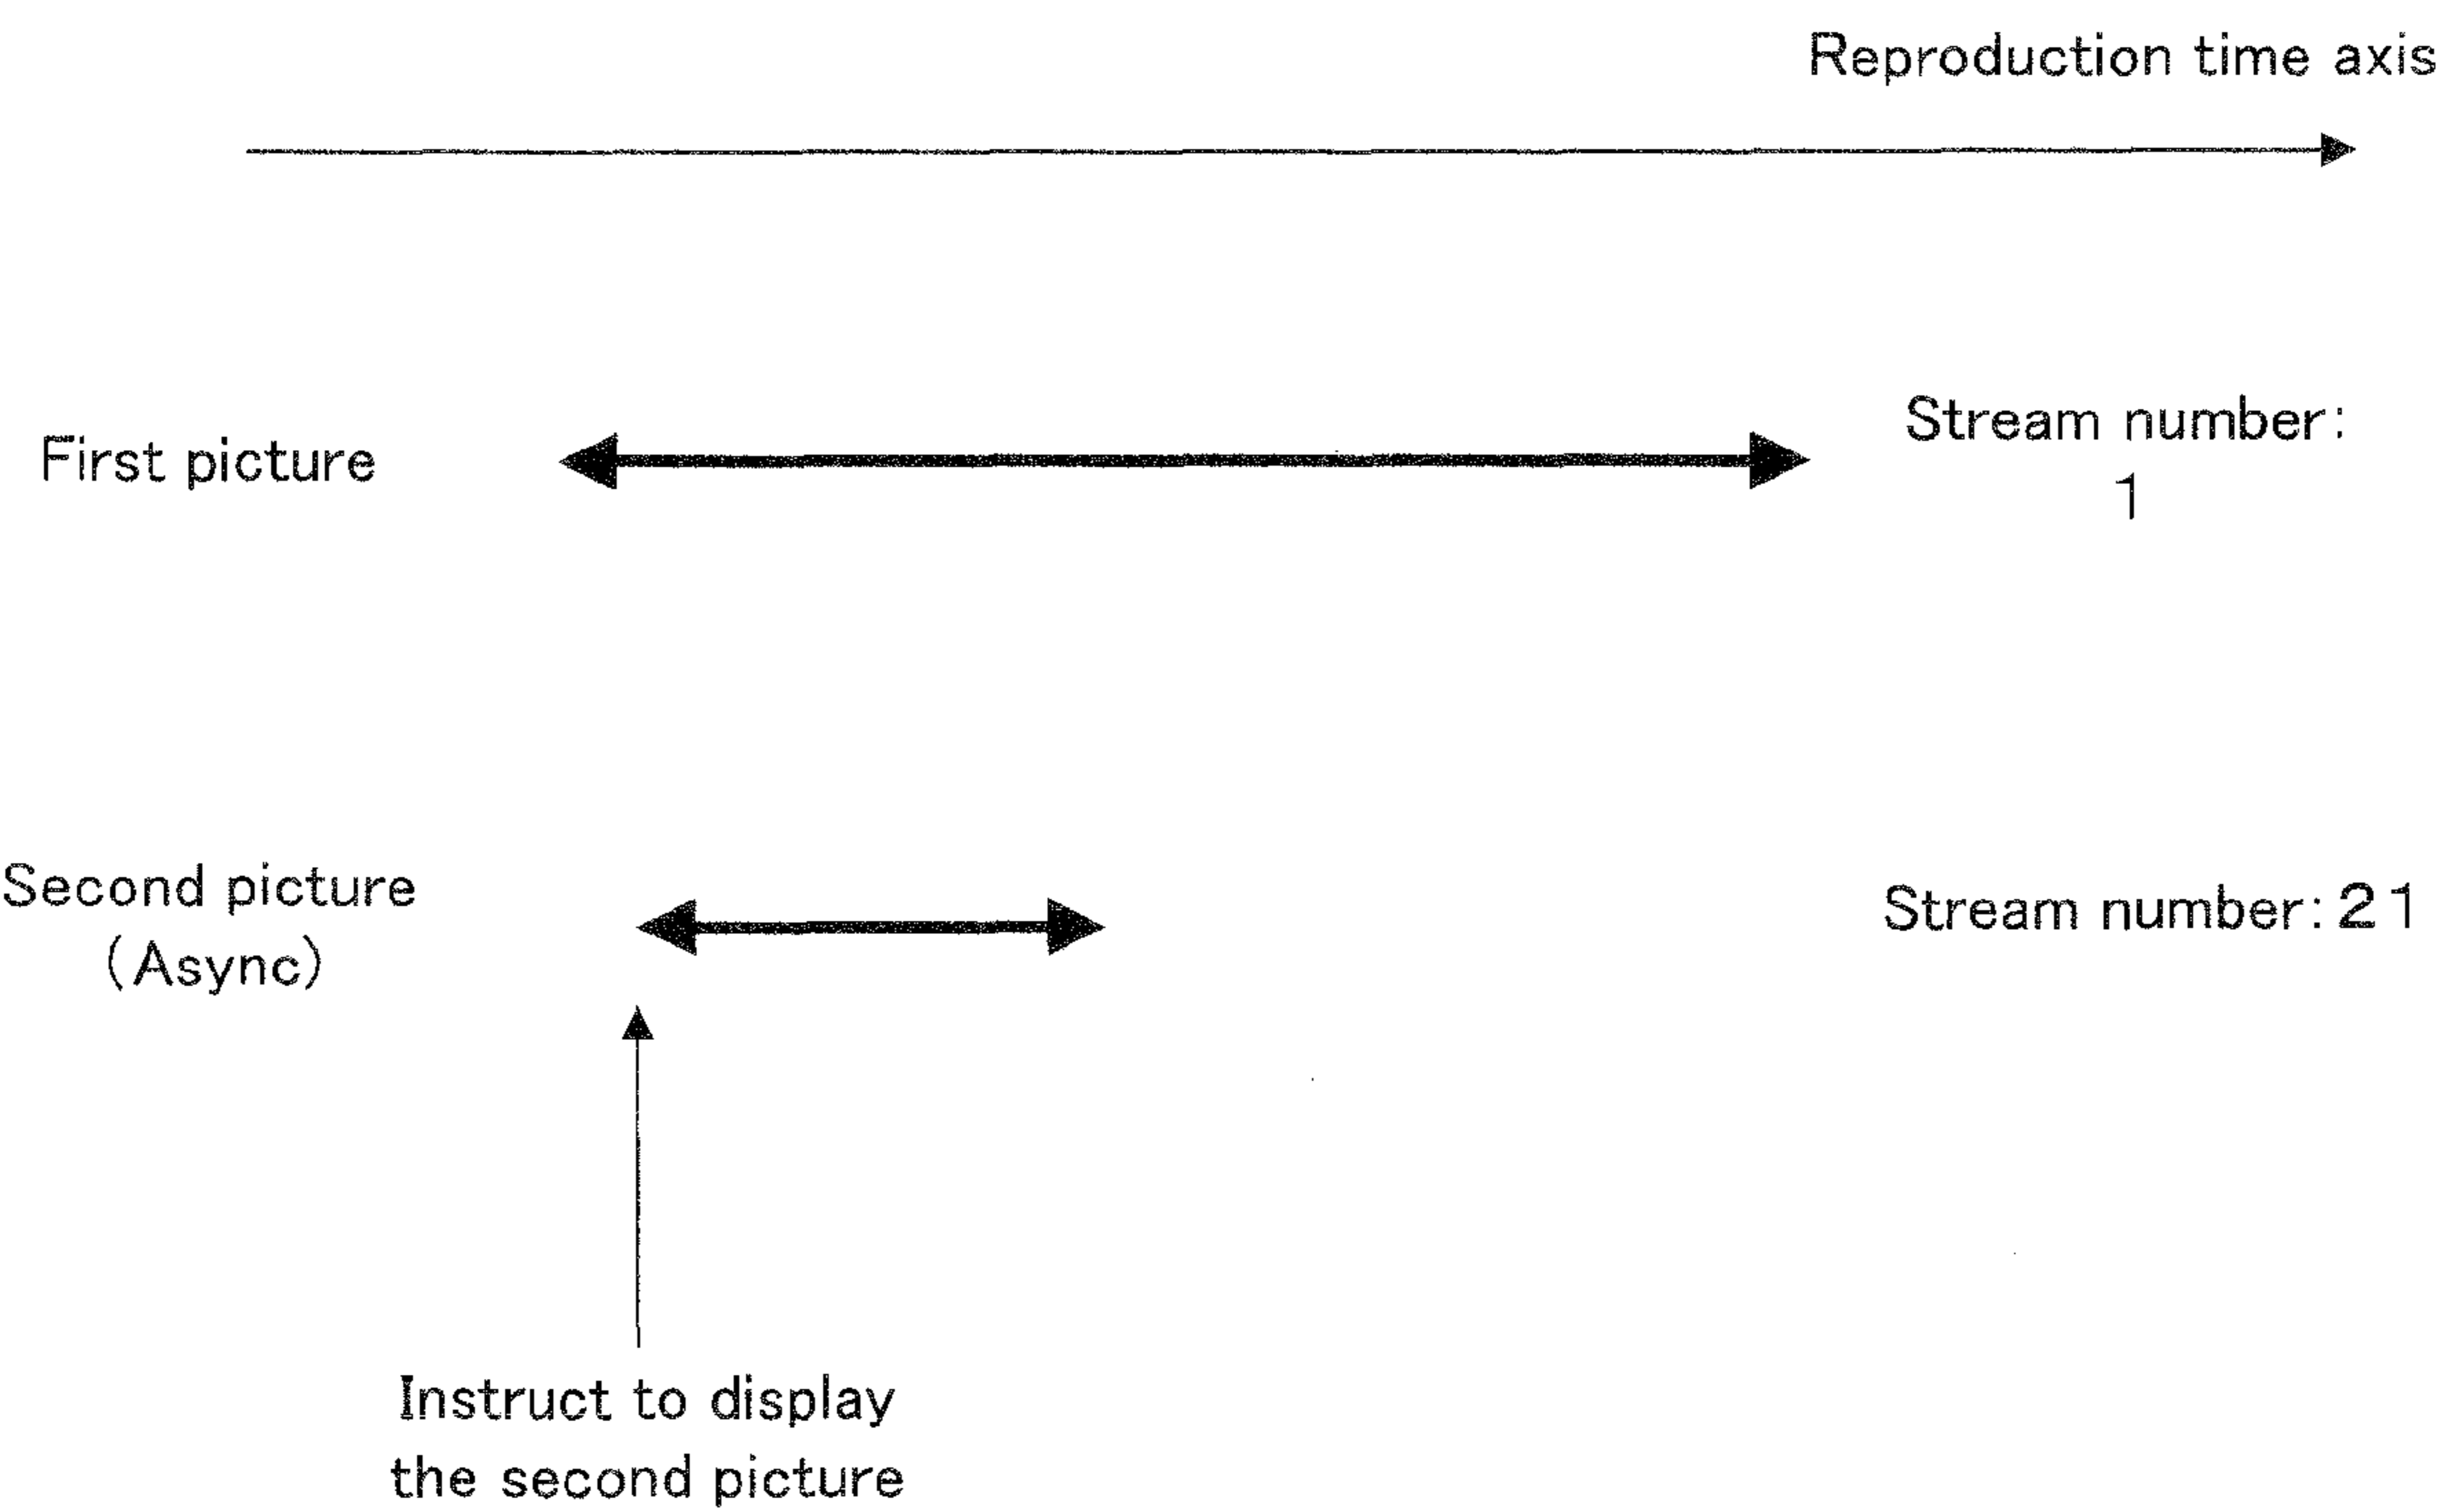 Reproduction time axis
First picture
Stream number:
1
Second picture
(Async)
Stream number: 21
Instruct to display
the second picture